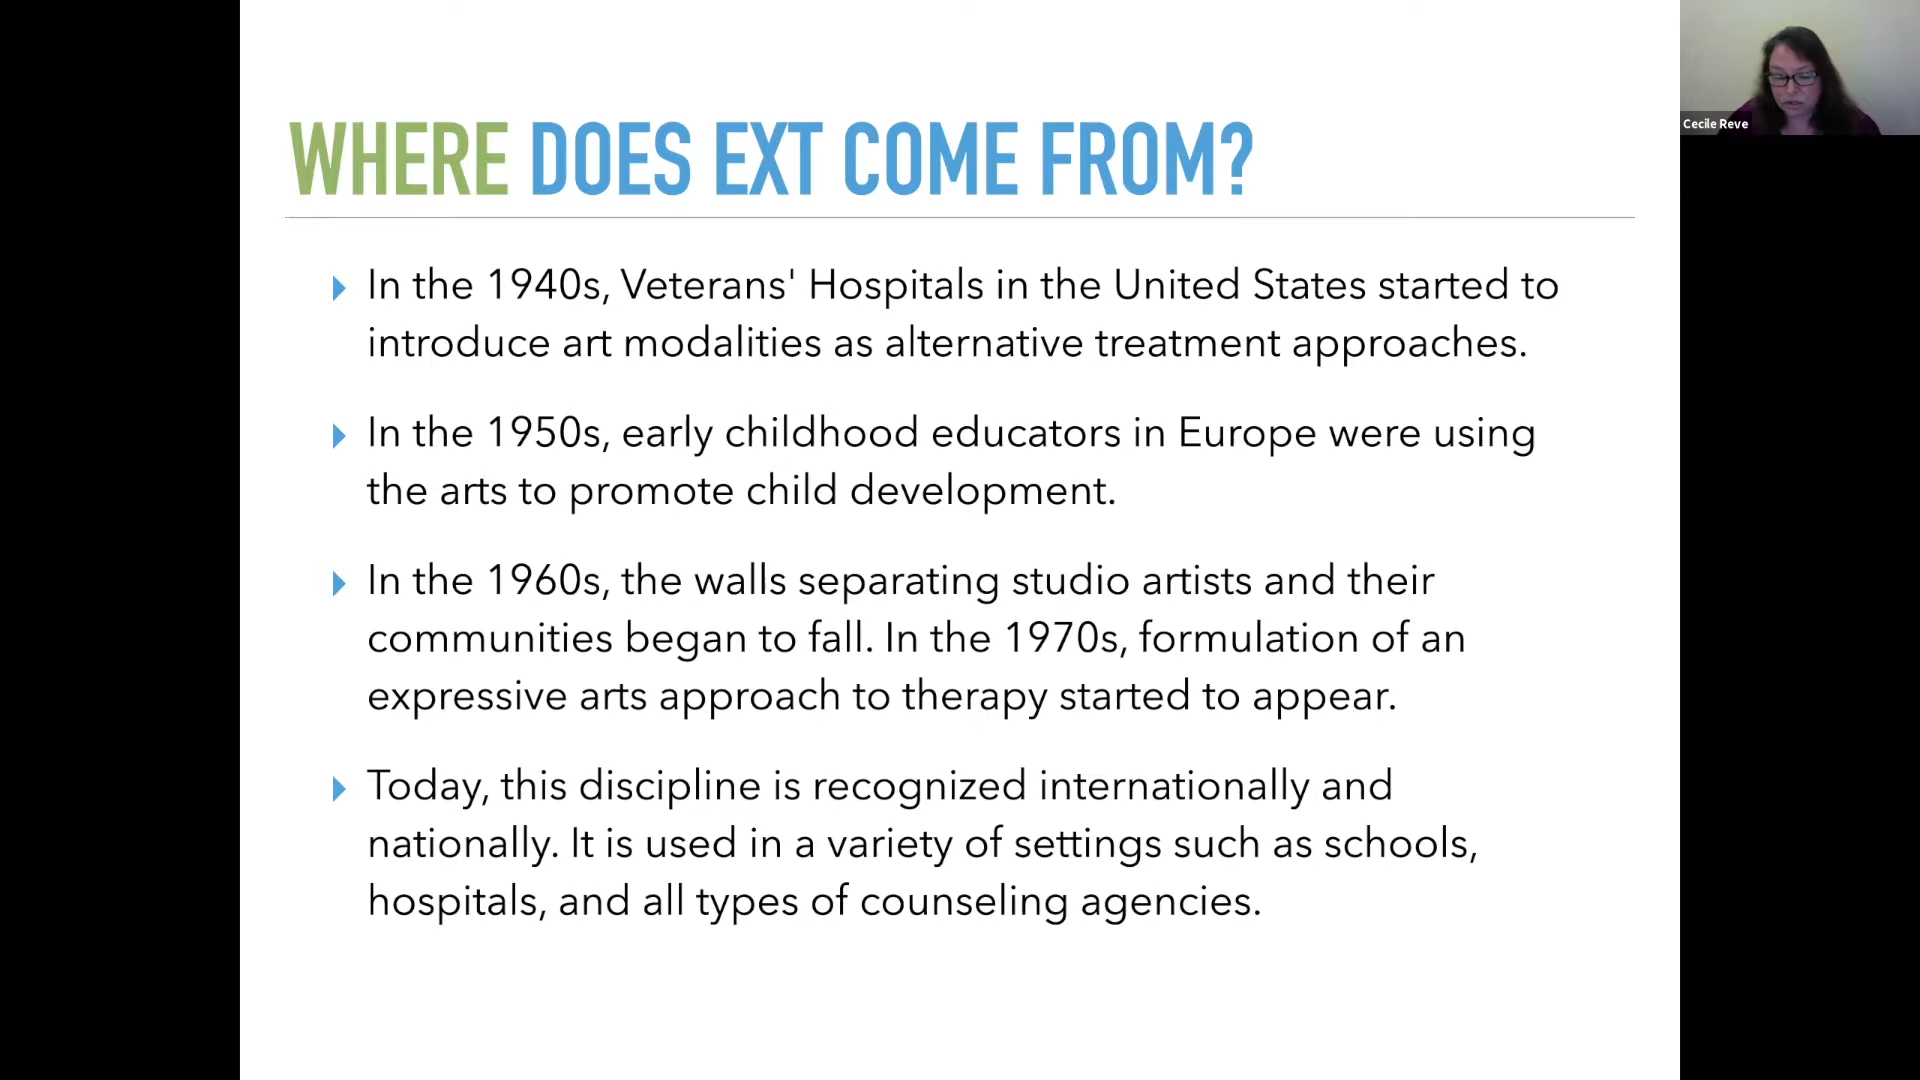 WHERE DOES EXT COME FROM?
In the 1940s, Veterans' Hospitals in the United States started to
introduce art modalities as alternative treatment approaches.
In the 1950s, early childhood educators in Europe were using
the arts to promote child development.
In the 1960s, the walls separating studio artists and their
communities began to fall. In the 1970s, formulation of an
expressive arts approach to therapy started to appear.
Today, this discipline is recognized internationally and
nationally. It is used in a variety of settings such as schools,
hospitals, and all types of counseling agencies.
Cecile Reve